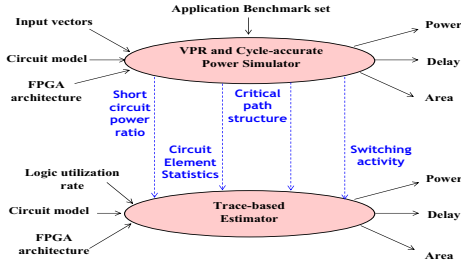 Application Benchmark set
Input vectors
Power
VPR and Cycle-accurate
Power Simulator
Circuit model
Delay
FPGA
architecture
Area
Short
circuit
power
ratio
Critical
path
structure
Circuit
Element
Statistics
Switching
activity
Logic utilization
rate
Power
Trace-based
Estimator
Circuit model
Delay
FPGA
architecture
Area